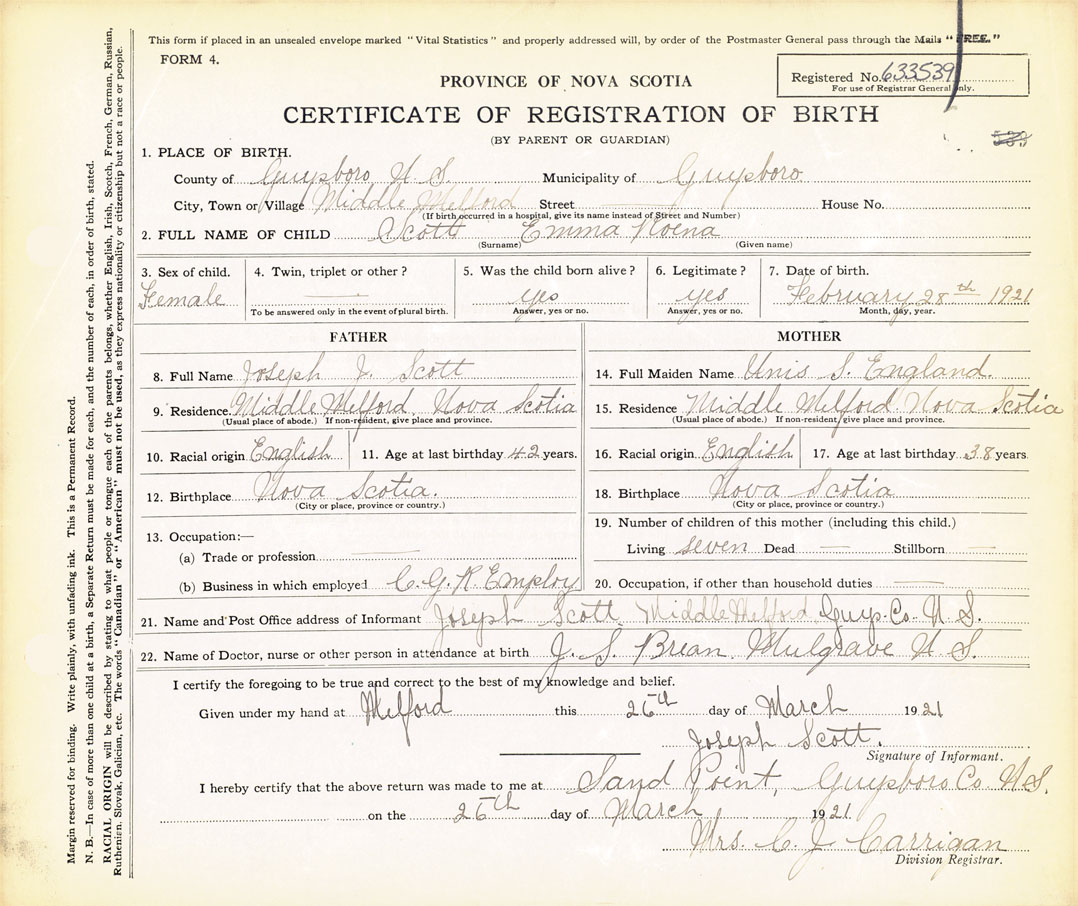 This form if placed in an unsealed envelope marked "Vital Statistics" and properly addressed will, by order of the Postmaster General pass through the Mails "FREE."
FORM 4.
Registered No. 633539
For use of Registrar General only.
PROVINCE OF NOVA SCOTIA
CERTIFICATE OF REGISTRATION OF BIRTH
(BY PARENT OR GUARDIAN)
1. PLACE OF BIRTH.
County of Guysboro N.S. Municipality of Guysboro
City, Town or Village Middle Melford Street House No.
(If birth occurred in a hospital, give its name instead of Street and Number)
2. FULL NAME OF CHILD Scott Emma Roena
(Surname) (Given name)
3. Sex of child. 4. Twin, triplet or other? 5. Was the child born alive? 6. Legitimate? 7. Date of birth.
Female — yes yes February 28th 1921
To be answered only in the event of plural birth. Answer, yes or no. Answer, yes or no. Month, day, year.
FATHER MOTHER
8. Full Name Joseph J. Scott 14. Full Maiden Name Unis S. England.
9. Residence Middle Melford, Nova Scotia 15. Residence Middle Melford Nova Scotia
(Usual place of abode.) If non-resident, give place and province. (Usual place of abode.) If non-resident, give place and province.
10. Racial origin English 11. Age at last birthday 42 years. 16. Racial origin English 17. Age at last birthday 38 years
12. Birthplace Nova Scotia. 18. Birthplace Nova Scotia
(City or place, province or country.) (City or place, province or country.)
13. Occupation:— 19. Number of children of this mother (including this child.)
(a) Trade or profession — Living seven Dead — Stillborn —
(b) Business in which employed C.G.R Employ 20. Occupation, if other than household duties —
21. Name and Post Office address of Informant Joseph Scott Middle Melford Guys. Co. N.S.
22. Name of Doctor, nurse or other person in attendance at birth J. S. Brean Mulgrave N.S.
I certify the foregoing to be true and correct to the best of my knowledge and belief.
Given under my hand at Melford this 26th day of March 1921
Joseph Scott.
Signature of Informant.
I hereby certify that the above return was made to me at Sand Point, Guysboro Co. N.S.
on the 26th day of March 1921
Mrs. C. J. Carrigan
Division Registrar.
Margin reserved for binding. Write plainly, with unfading ink. This is a Permanent Record.
N. B.—In case of more than one child at a birth, a Separate Return must be made for each, and the number of each, in order of birth, stated.
RACIAL ORIGIN will be described by stating to what people or tongue each of the parents belongs, whether English, Irish, Scotch, French, German, Russian,
Ruthenien, Slovak, Galician, etc. The words "Canadian" or "American" must not be used, as they express nationality or citizenship but not a race or people.